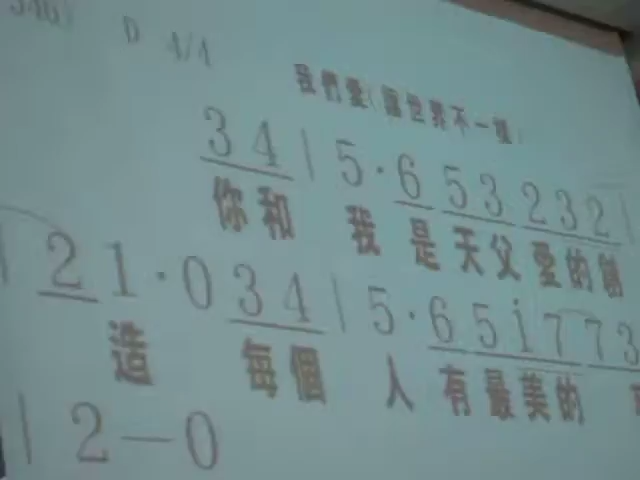 D 4/4
我們愛(讓世界不一樣)
3 4 | 5 · 6 5 3 2 3 2 |
你和 我是天父愛的創
| 2 1 · 0 3 4 | 5 · 6 5 i 7 7 3
造 每個 人有最美的
| 2 — 0